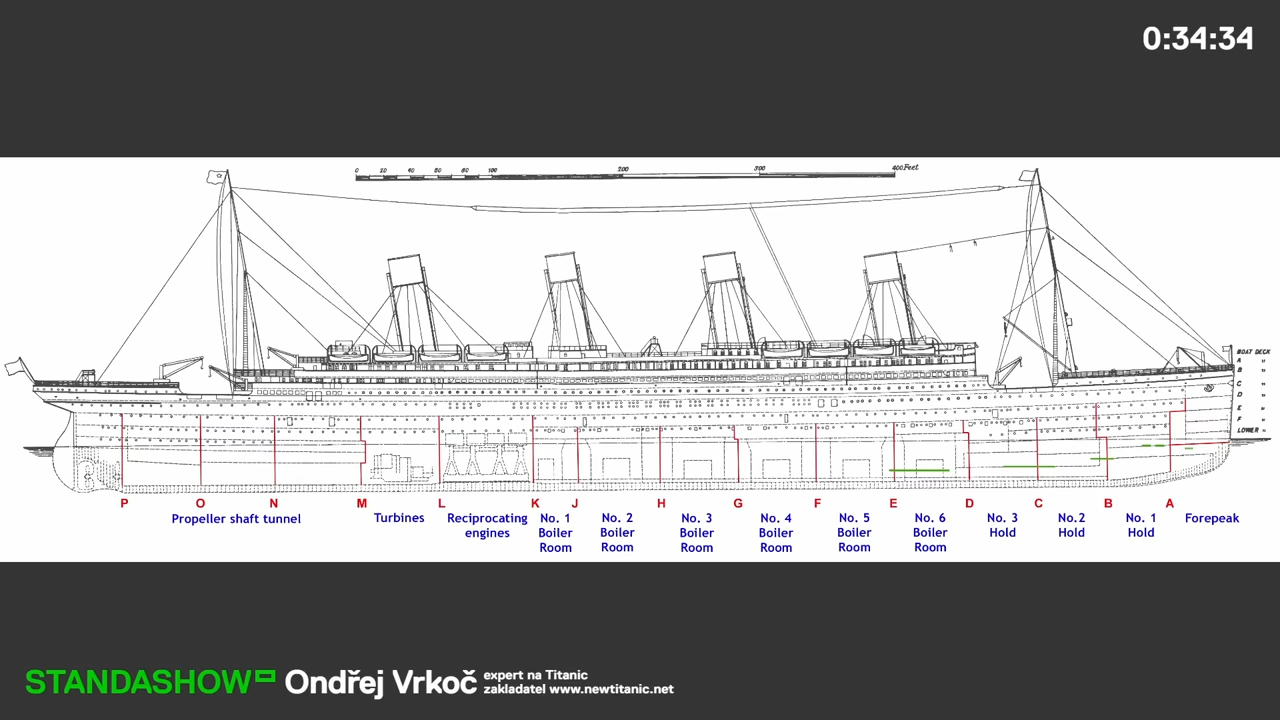 0:34:34
0 20 40 60 80 100 200 300 400 Feet
BOAT DECK
A "
B "
C "
D "
E "
F "
LOWER "
P O N M L K J H G F E D C B A
Propeller shaft tunnel
Turbines
Reciprocating
engines
No. 1
Boiler
Room
No. 2
Boiler
Room
No. 3
Boiler
Room
No. 4
Boiler
Room
No. 5
Boiler
Room
No. 6
Boiler
Room
No. 3
Hold
No.2
Hold
No. 1
Hold
Forepeak
STANDASHOW Ondřej Vrkoč
expert na Titanic
zakladatel www.newtitanic.net